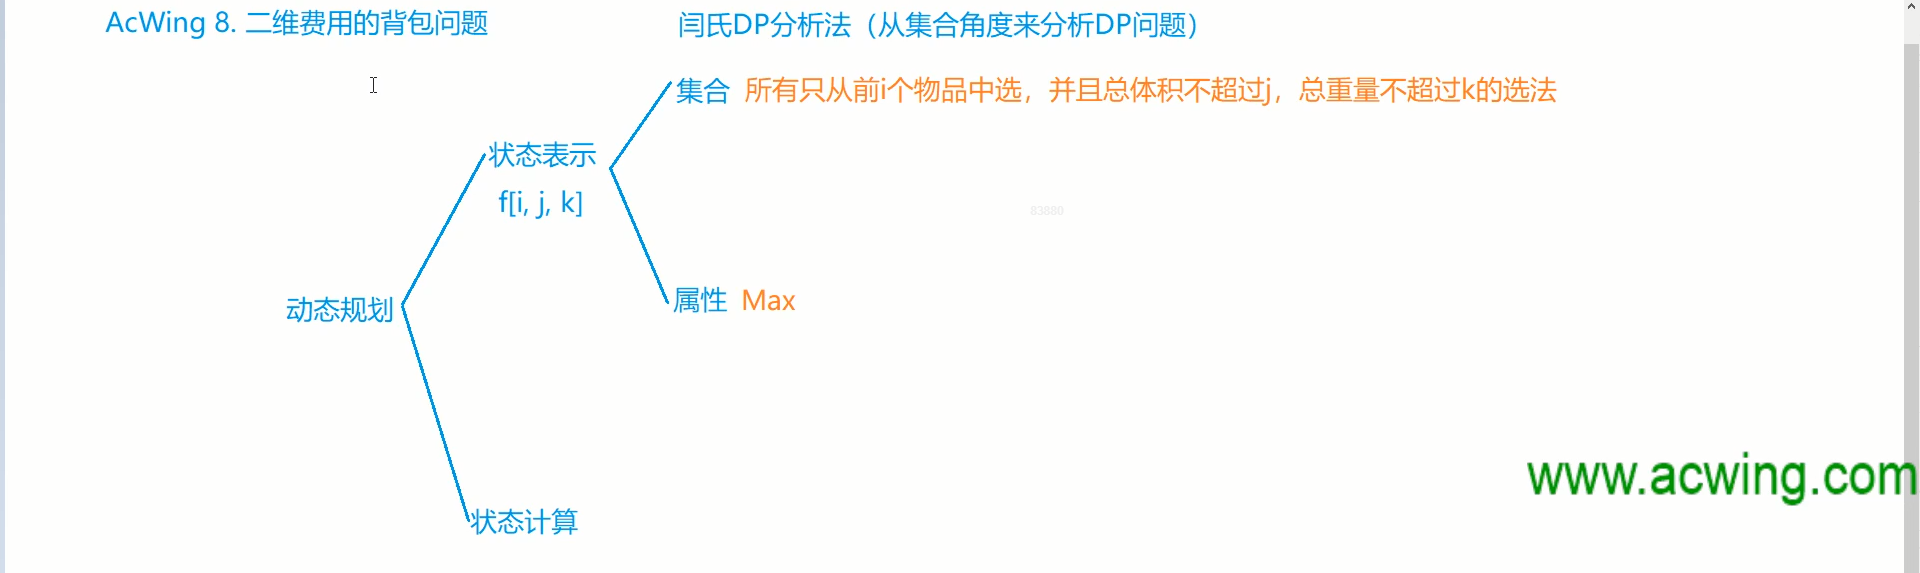 AcWing 8. 二维费用的背包问题
闫氏DP分析法（从集合角度来分析DP问题）
集合 所有只从前i个物品中选，并且总体积不超过j，总重量不超过k的选法
状态表示
f[i, j, k]
83880
属性 Max
动态规划
www.acwing.com
状态计算